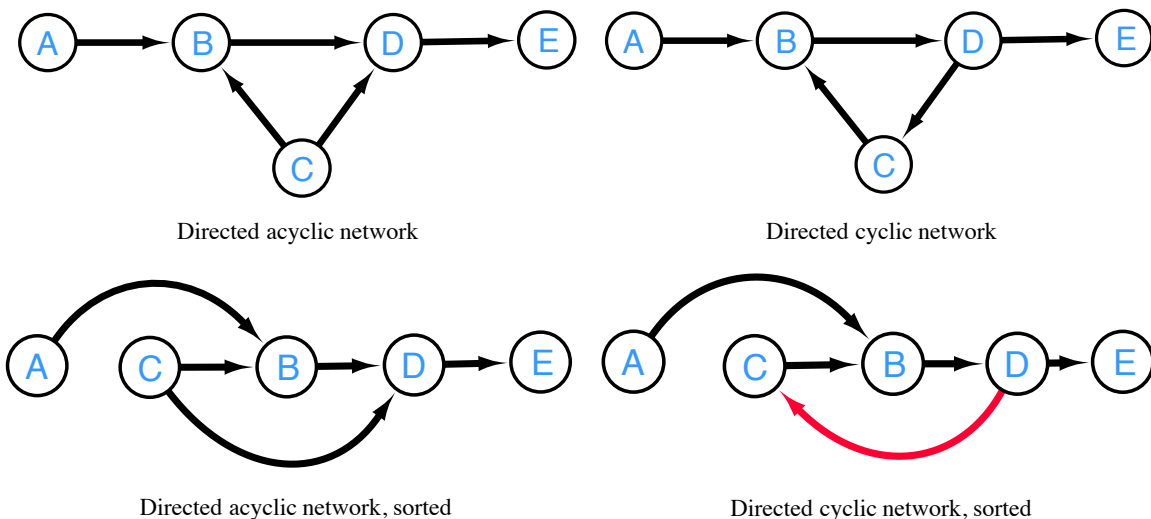 A B D E
C
Directed acyclic network
A B D E
C
Directed cyclic network
A C B D E
Directed acyclic network, sorted
A C B D E
Directed cyclic network, sorted